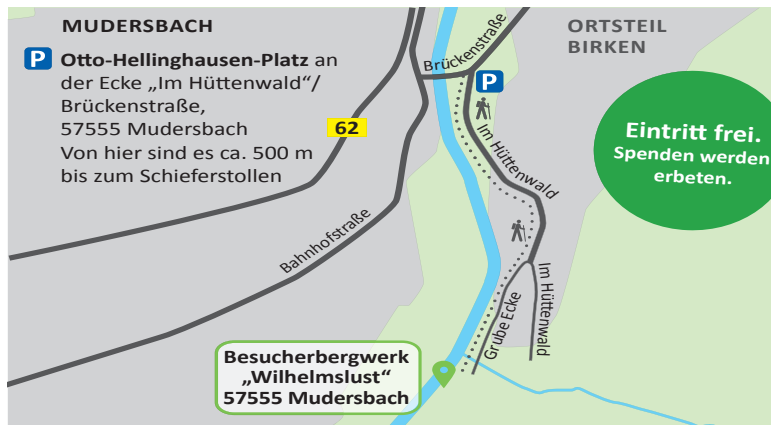 MUDERSBACH
P Otto-Hellinghausen-Platz an
der Ecke „Im Hüttenwald“/
Brückenstraße,
57555 Mudersbach
Von hier sind es ca. 500 m
bis zum Schieferstollen
62
Bahnhofstraße
Brückenstraße
P
ORTSTEIL
BIRKEN
Im Hüttenwald
Eintritt frei.
Spenden werden
erbeten.
Im Hüttenwald
Grube Ecke
Besucherbergwerk
„Wilhelmslust“
57555 Mudersbach